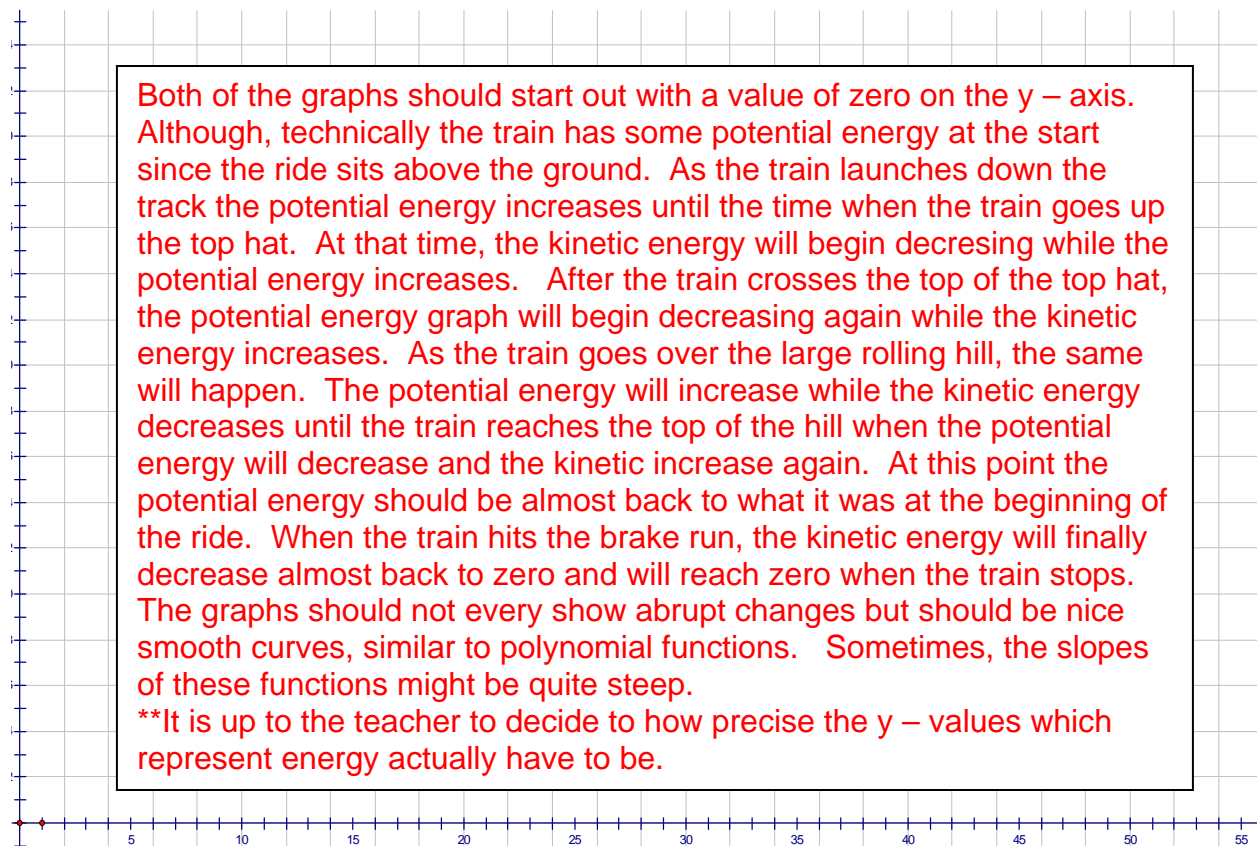 Both of the graphs should start out with a value of zero on the y – axis.
Although, technically the train has some potential energy at the start
since the ride sits above the ground.  As the train launches down the
track the potential energy increases until the time when the train goes up
the top hat.  At that time, the kinetic energy will begin decresing while the
potential energy increases.   After the train crosses the top of the top hat,
the potential energy graph will begin decreasing again while the kinetic
energy increases.  As the train goes over the large rolling hill, the same
will happen.  The potential energy will increase while the kinetic energy
decreases until the train reaches the top of the hill when the potential
energy will decrease and the kinetic increase again.  At this point the
potential energy should be almost back to what it was at the beginning of
the ride.  When the train hits the brake run, the kinetic energy will finally
decrease almost back to zero and will reach zero when the train stops.
The graphs should not every show abrupt changes but should be nice
smooth curves, similar to polynomial functions.   Sometimes, the slopes
of these functions might be quite steep.
**It is up to the teacher to decide to how precise the y – values which
represent energy actually have to be.
5 10 15 20 25 30 35 40 45 50 55